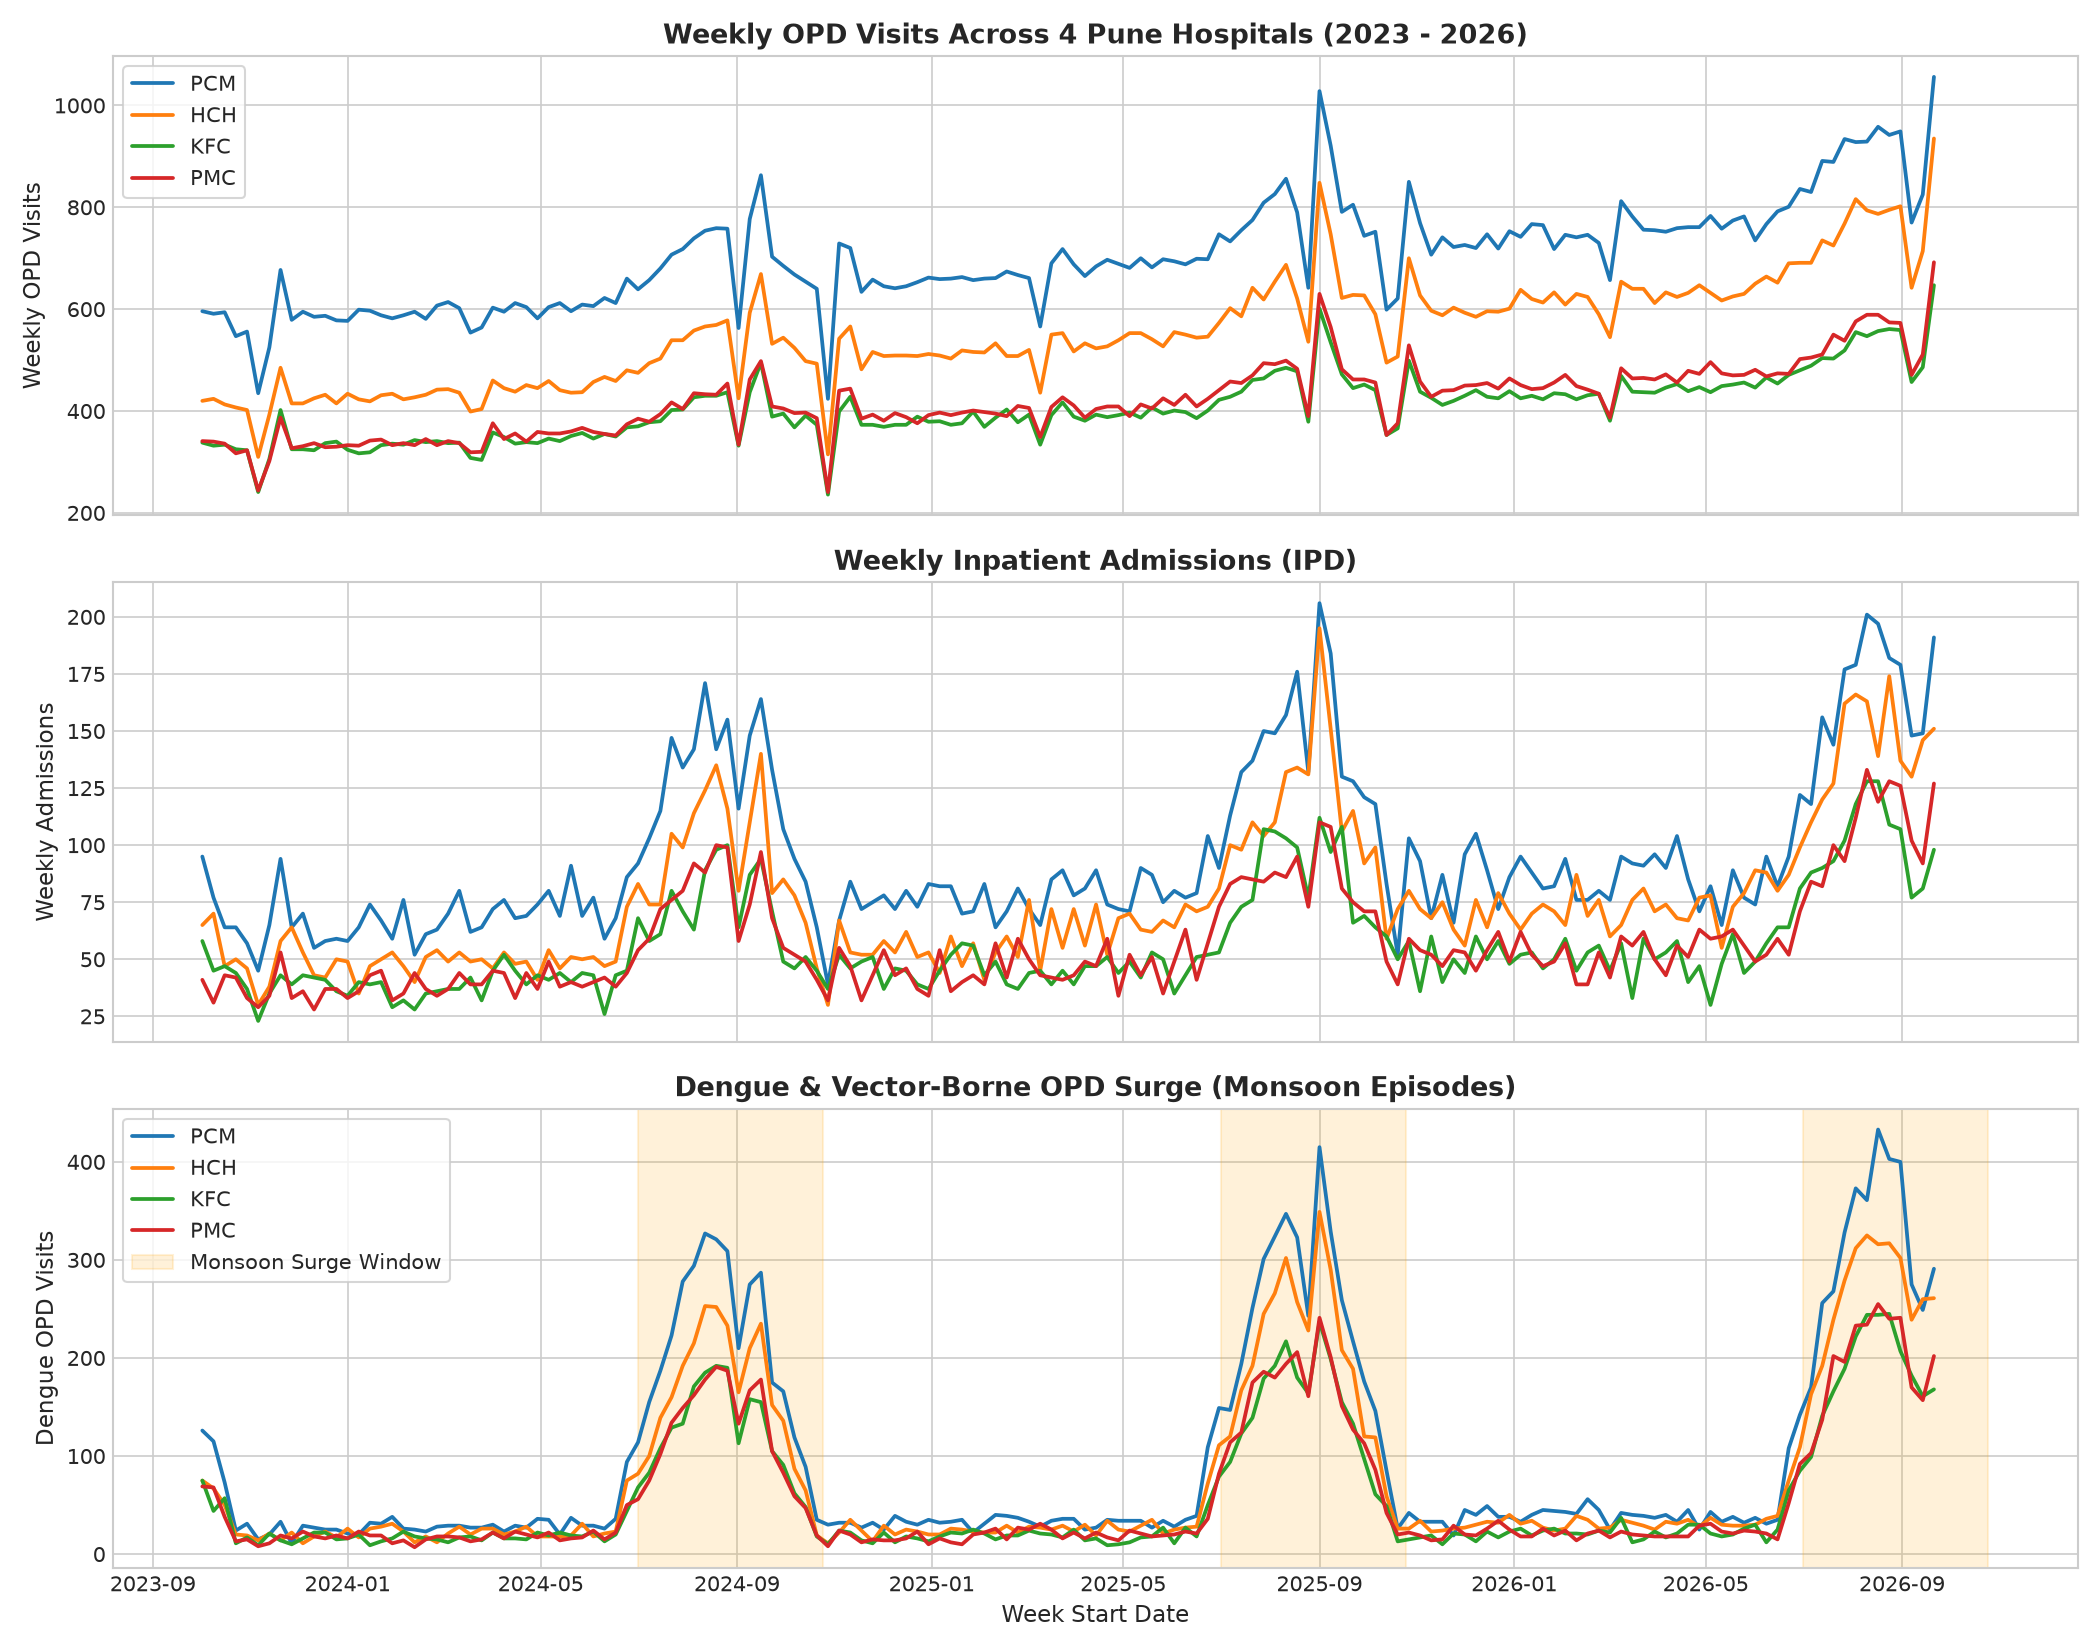 Weekly OPD Visits Across 4 Pune Hospitals (2023 - 2026)
Weekly OPD Visits
1000
800
600
400
200
PCM
HCH
KFC
PMC
Weekly Inpatient Admissions (IPD)
Weekly Admissions
200
175
150
125
100
75
50
25
Dengue & Vector-Borne OPD Surge (Monsoon Episodes)
Dengue OPD Visits
400
300
200
100
0
PCM
HCH
KFC
PMC
Monsoon Surge Window
2023-09 2024-01 2024-05 2024-09 2025-01 2025-05 2025-09 2026-01 2026-05 2026-09
Week Start Date